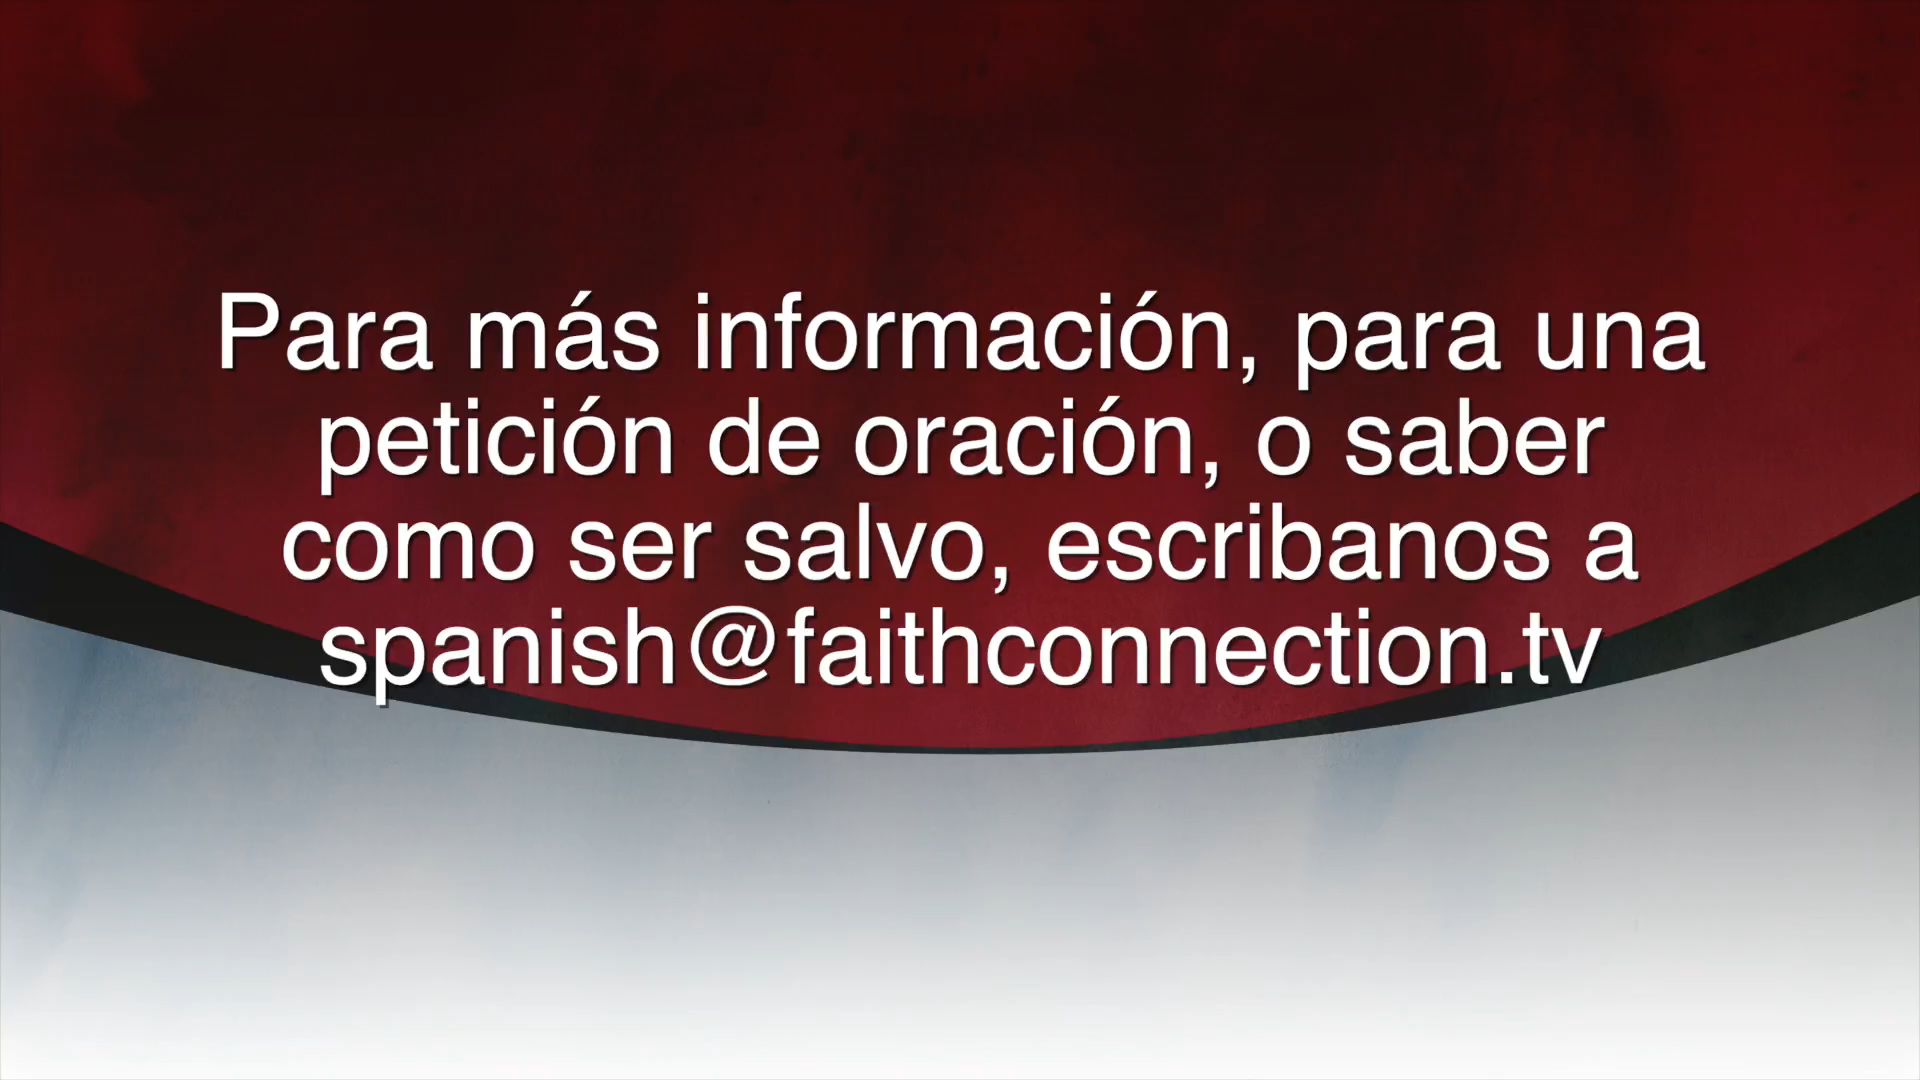 Para más información, para una
petición de oración, o saber
como ser salvo, escribanos a
spanish@faithconnection.tv